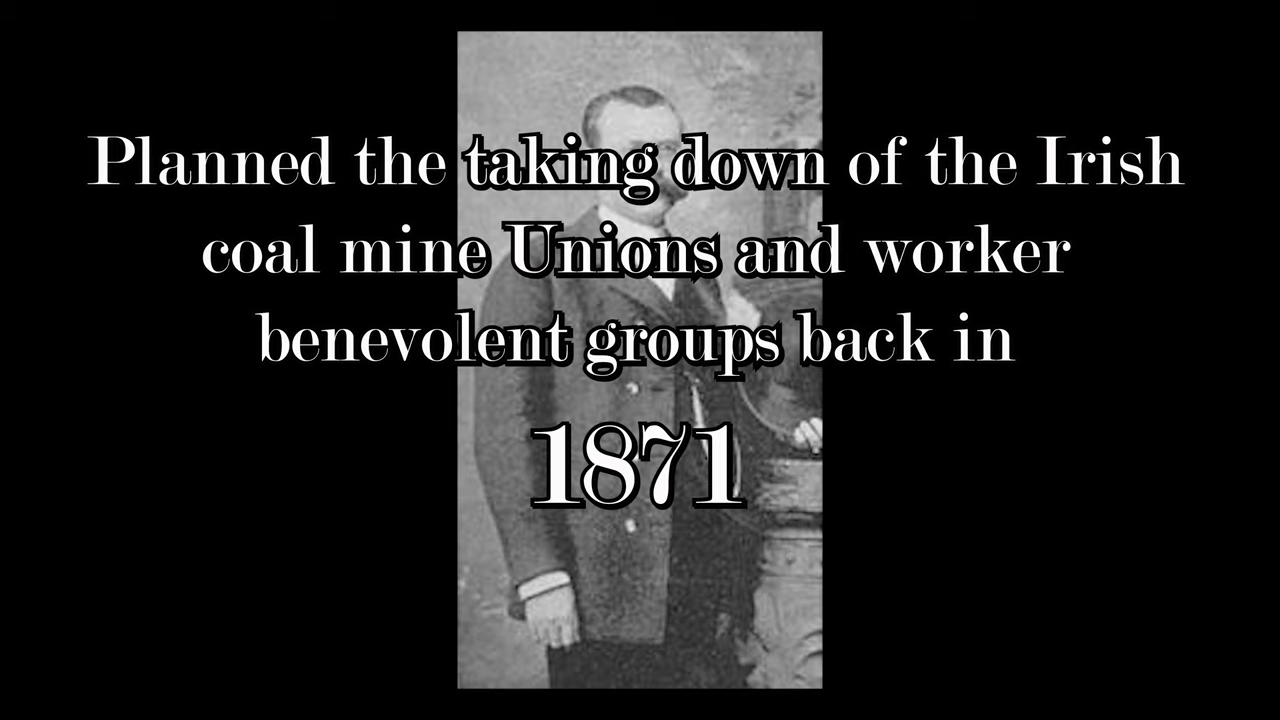 Planned the taking down of the Irish
coal mine Unions and worker
benevolent groups back in
1871